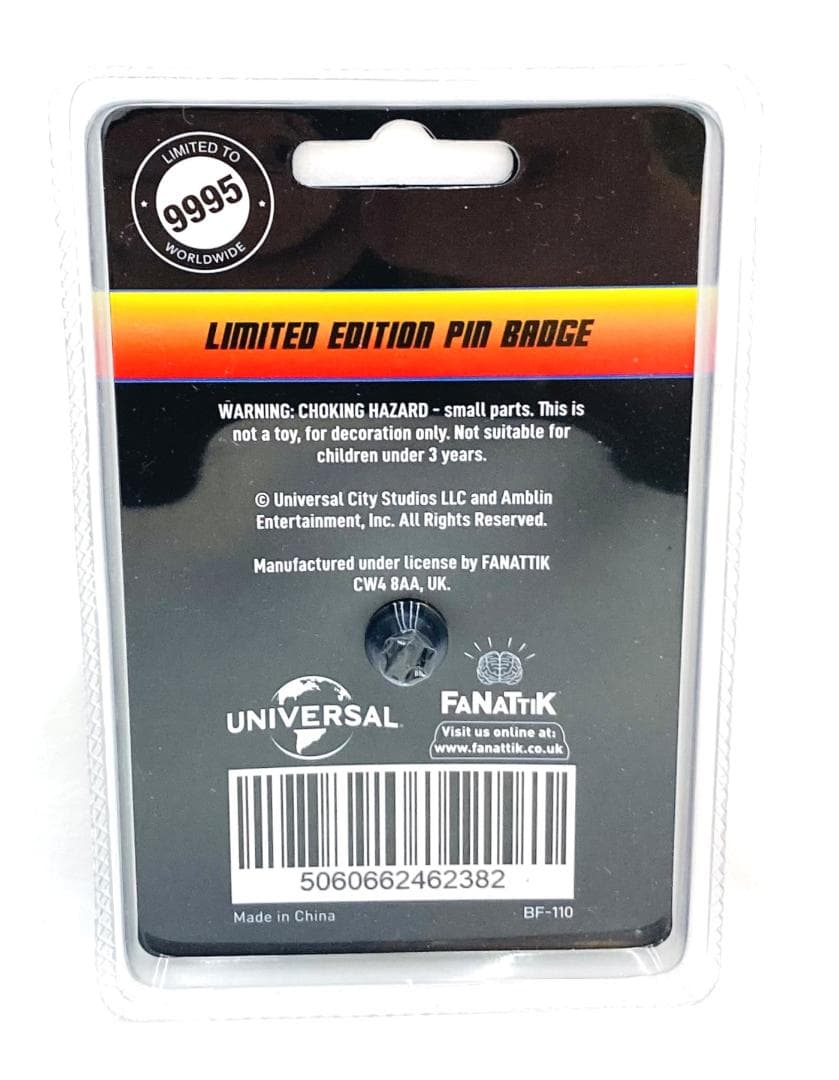 LIMITED TO
9995
WORLDWIDE
LIMITED EDITION PIN BADGE
WARNING: CHOKING HAZARD - small parts. This is
not a toy, for decoration only. Not suitable for
children under 3 years.
© Universal City Studios LLC and Amblin
Entertainment, Inc. All Rights Reserved.
Manufactured under license by FANATTIK
CW4 8AA, UK.
UNIVERSAL
FANATTIK
Visit us online at:
www.fanattik.co.uk
5060662462382
Made in China
BF-110